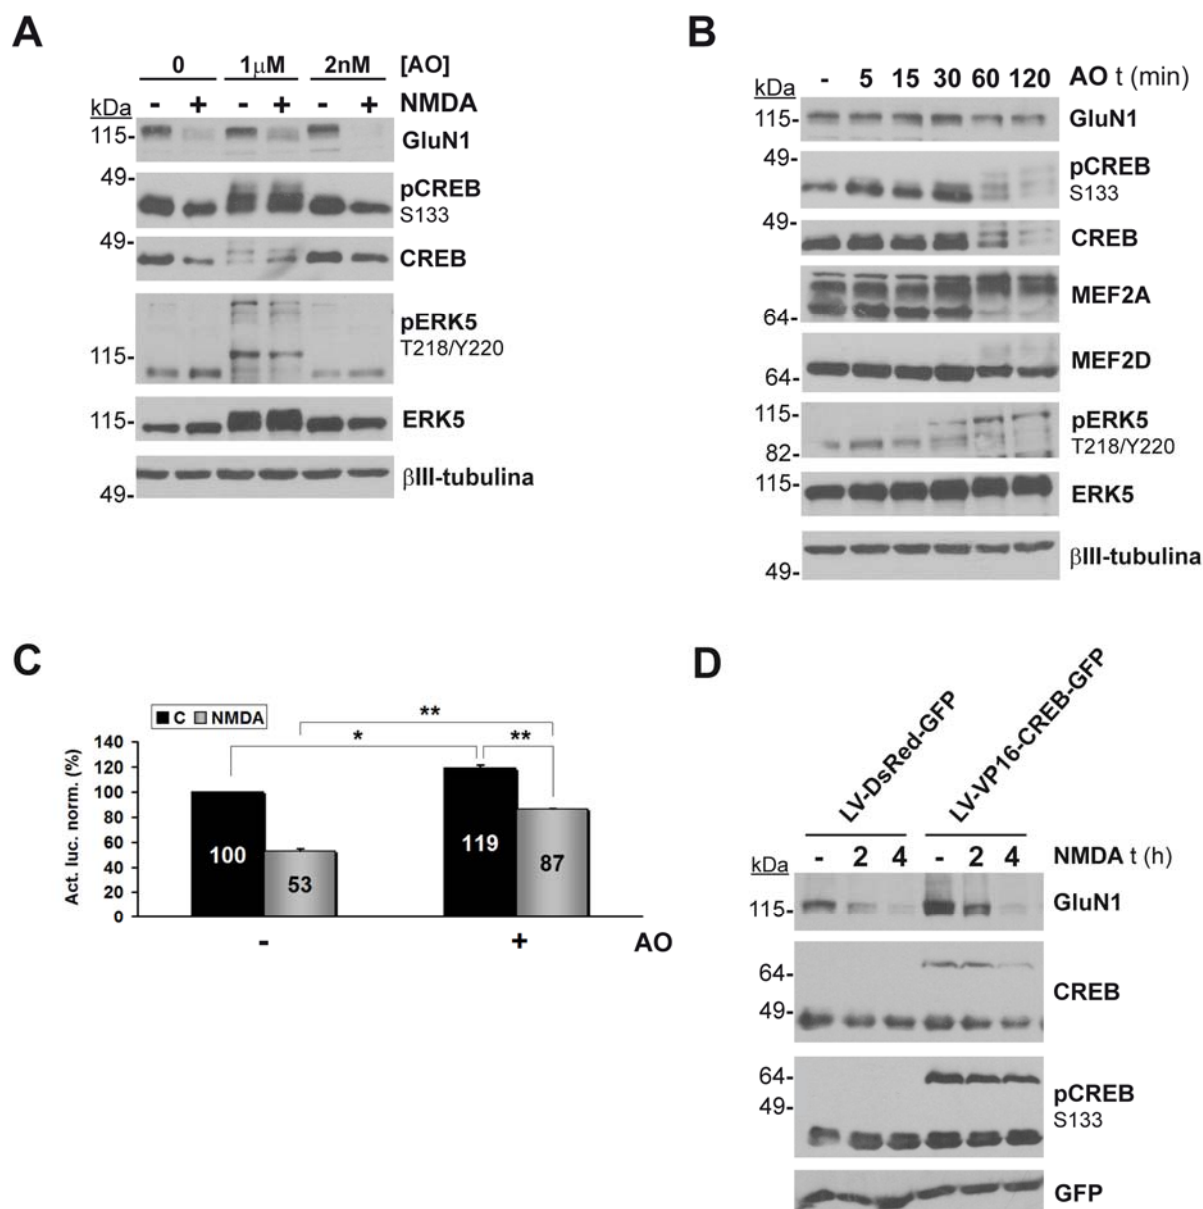 A
0 1μM 2nM [AO]
kDa - + - + - + NMDA
115- GluN1
49- pCREB
S133
49- CREB
pERK5
115- T218/Y220
115- ERK5
βIII-tubulina
49-
B
- 5 15 30 60 120 AO t (min)
kDa
115- GluN1
49- pCREB
S133
49- CREB
MEF2A
64-
MEF2D
64-
115- pERK5
82- T218/Y220
115- ERK5
βIII-tubulina
49-
C
C NMDA
** 
* **
Act. luc. norm. (%)
140
120
100
80
60
40
20
0
100 53 119 87
- + AO
D
LV-DsRed-GFP LV-VP16-CREB-GFP
- 2 4 - 2 4 NMDA t (h)
kDa
115- GluN1
64-
CREB
49-
64- pCREB
49- S133
GFP